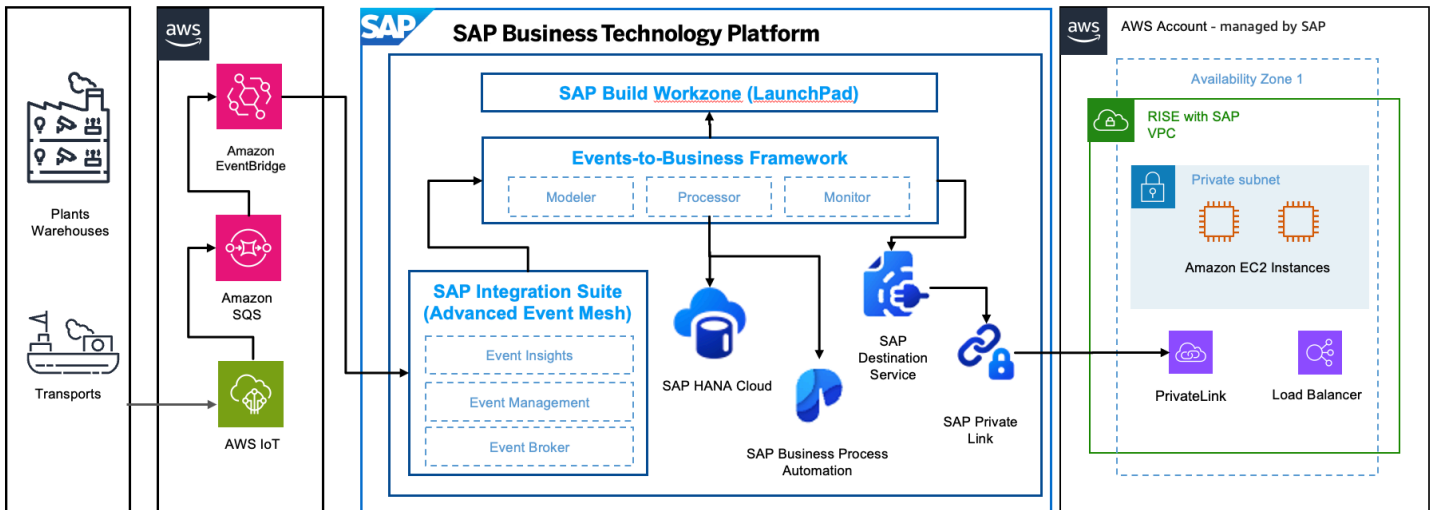 Plants
Warehouses
Transports
aws
Amazon
EventBridge
Amazon
SQS
AWS IoT
SAP
SAP Business Technology Platform
SAP Build Workzone (LaunchPad)
Events-to-Business Framework
Modeler
Processor
Monitor
SAP Integration Suite
(Advanced Event Mesh)
Event Insights
Event Management
Event Broker
SAP HANA Cloud
SAP Business Process
Automation
SAP
Destination
Service
SAP Private
Link
aws
AWS Account - managed by SAP
Availability Zone 1
RISE with SAP
VPC
Private subnet
Amazon EC2 Instances
PrivateLink
Load Balancer